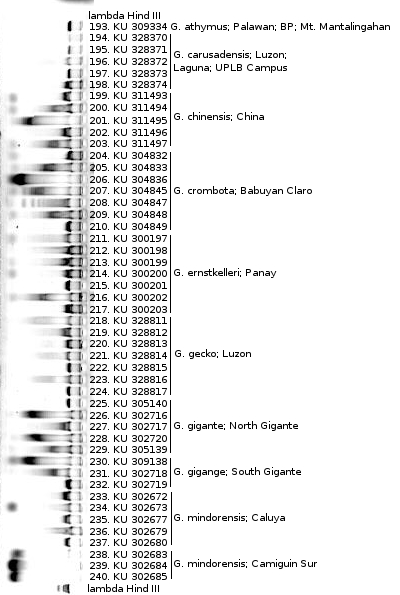 lambda Hind III
193. KU 309334 G. athymus; Palawan; BP; Mt. Mantalingahan
194. KU 328370
195. KU 328371
196. KU 328372
197. KU 328373
198. KU 328374
G. carusadensis; Luzon;
Laguna; UPLB Campus
199. KU 311493
200. KU 311494
201. KU 311495
202. KU 311496
203. KU 311497
G. chinensis; China
204. KU 304832
205. KU 304833
206. KU 304836
207. KU 304845
208. KU 304847
209. KU 304848
210. KU 304849
G. crombota; Babuyan Claro
211. KU 300197
212. KU 300198
213. KU 300199
214. KU 300200
215. KU 300201
216. KU 300202
217. KU 300203
G. ernstkelleri; Panay
218. KU 328811
219. KU 328812
220. KU 328813
221. KU 328814
222. KU 328815
223. KU 328816
224. KU 328817
G. gecko; Luzon
225. KU 305140
226. KU 302716
227. KU 302717
228. KU 302720
229. KU 305139
G. gigante; North Gigante
230. KU 309138
231. KU 302718
232. KU 302719
G. gigange; South Gigante
233. KU 302672
234. KU 302673
235. KU 302677
236. KU 302679
237. KU 302680
G. mindorensis; Caluya
238. KU 302683
239. KU 302684
240. KU 302685
G. mindorensis; Camiguin Sur
lambda Hind III